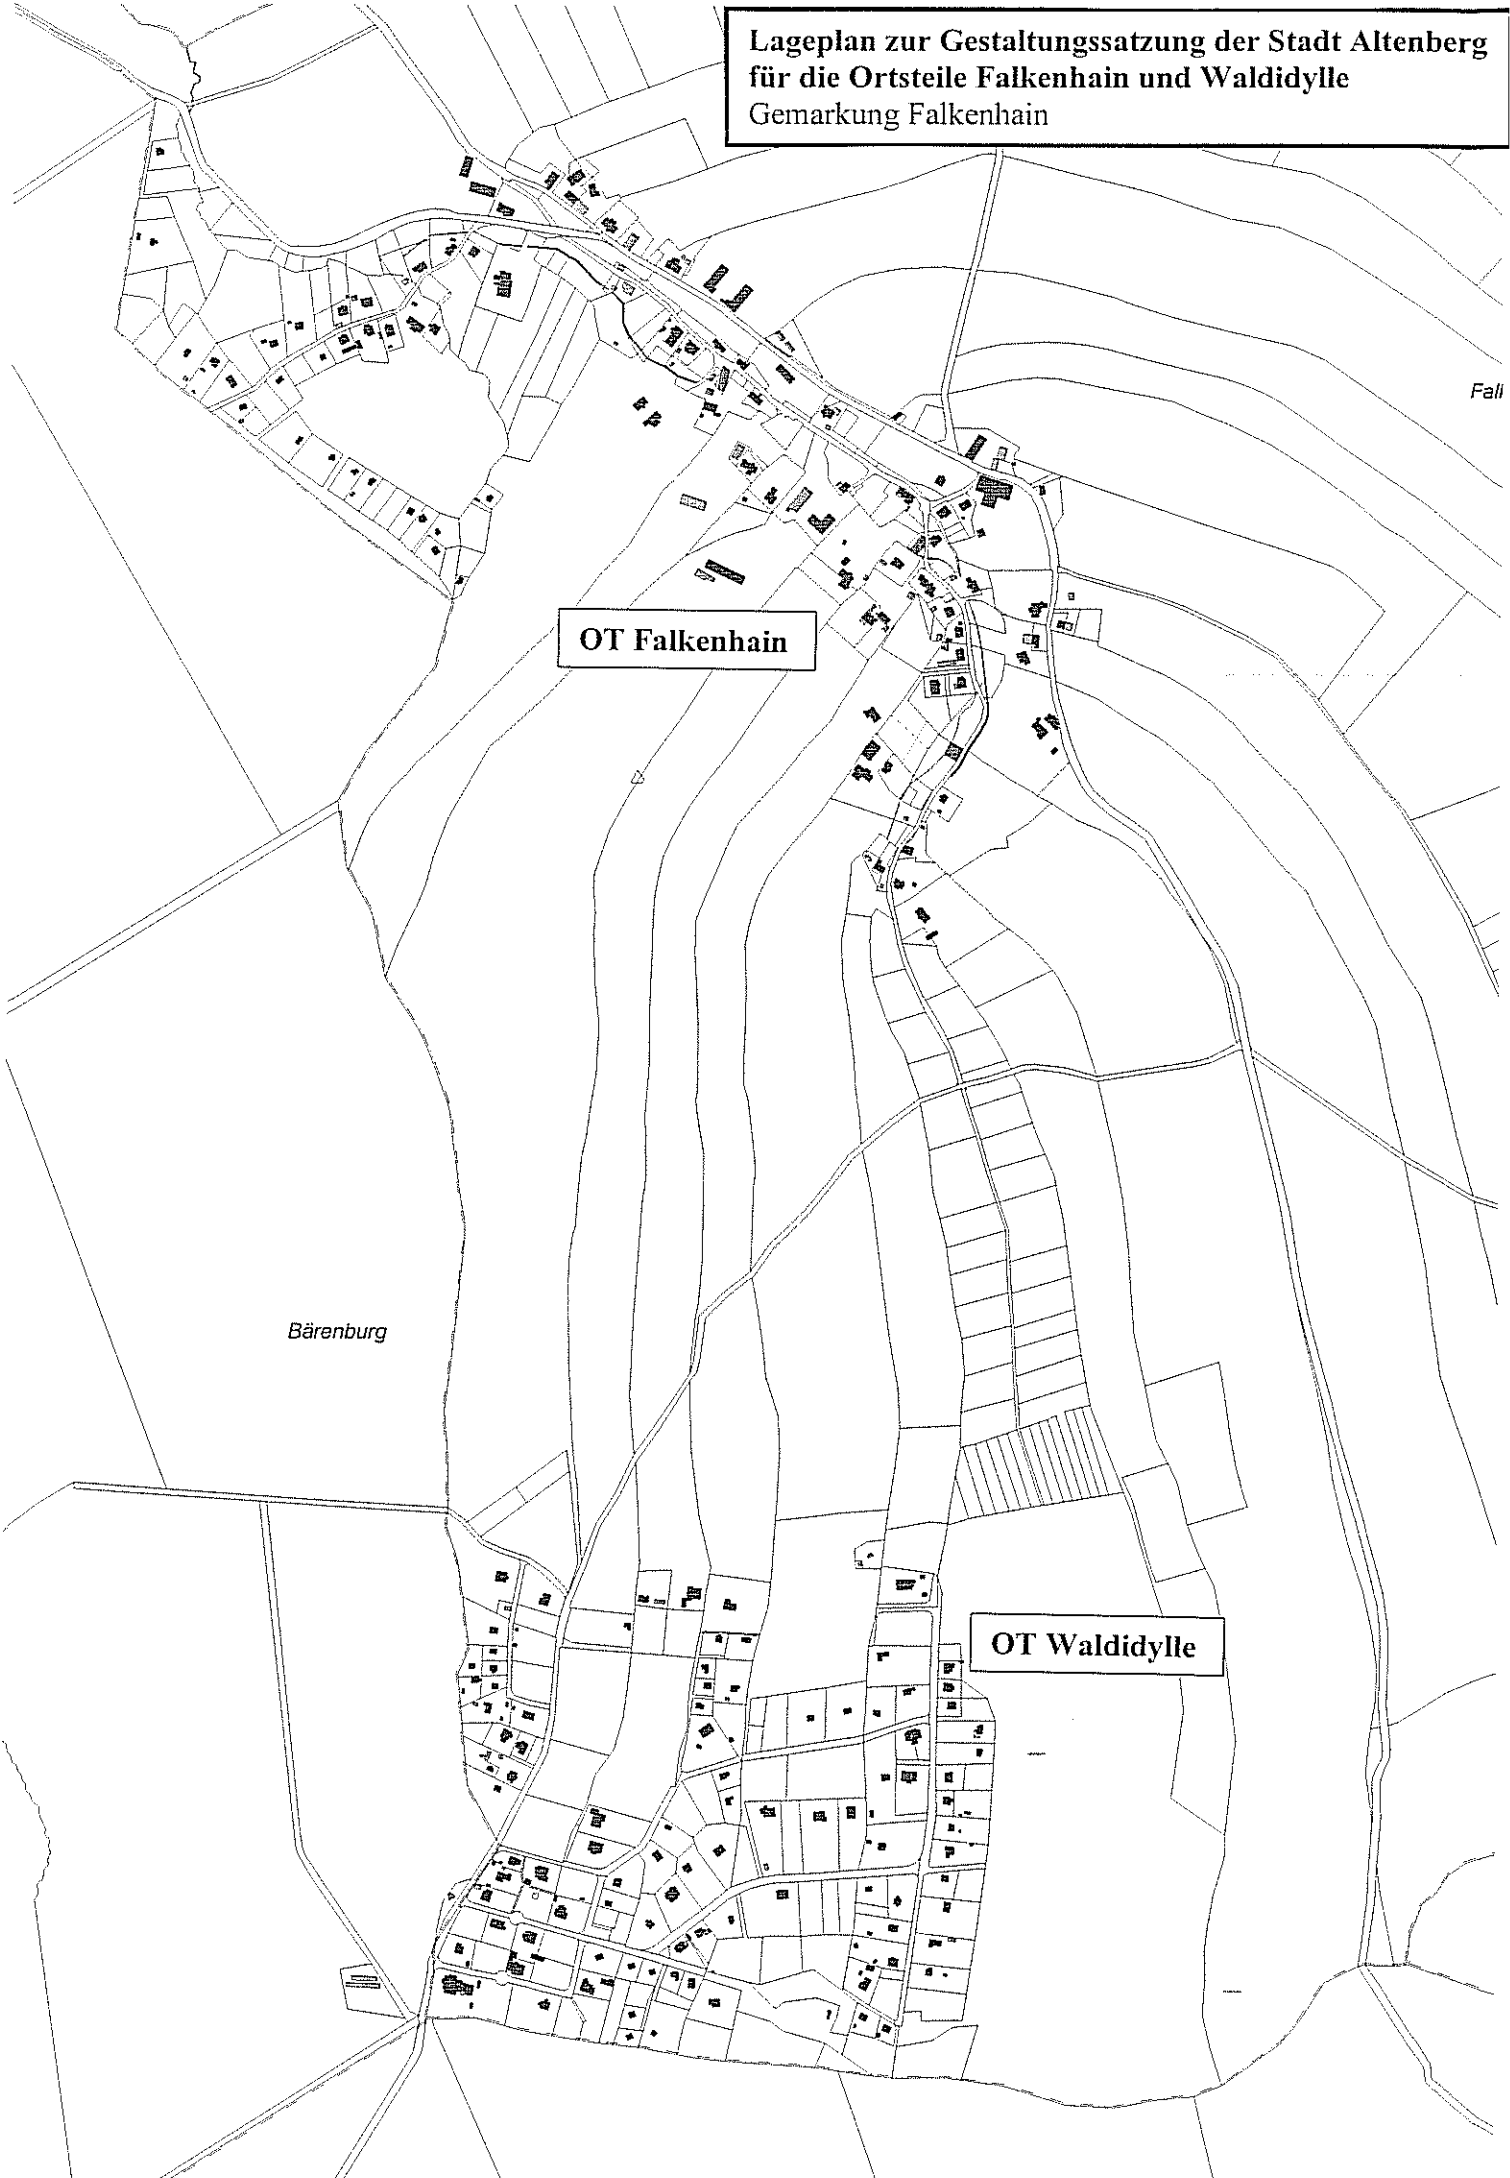 Lageplan zur Gestaltungssatzung der Stadt Altenberg
für die Ortsteile Falkenhain und Waldidylle
Gemarkung Falkenhain
Fall
OT Falkenhain
Bärenburg
OT Waldidylle